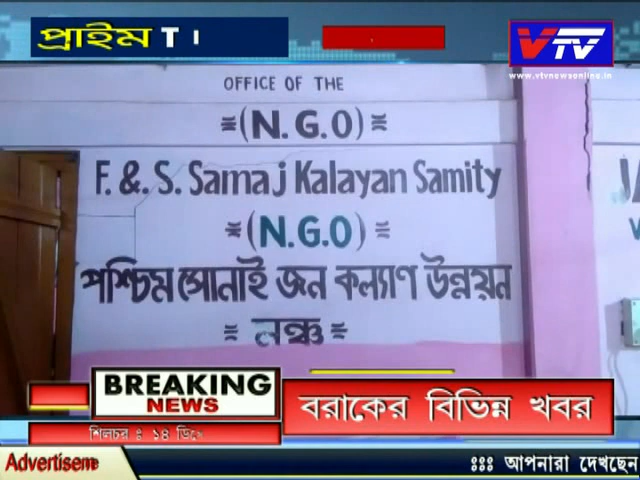 প্রাইম T
VTV
www.vtvnewsonline.in
OFFICE OF THE
=(N.G.O)=
F. &. S. Samaj Kalayan Samity
=(N.G.O)=
পশ্চিম সোনাই জন কল্যাণ উন্নয়ন
= লঞ্চ =
BREAKING
NEWS
বরাকের বিভিন্ন খবর
শিলচর ঃ ১৪ ডিসে
Advertiseme
ঃঃঃ আপনারা দেখছেন